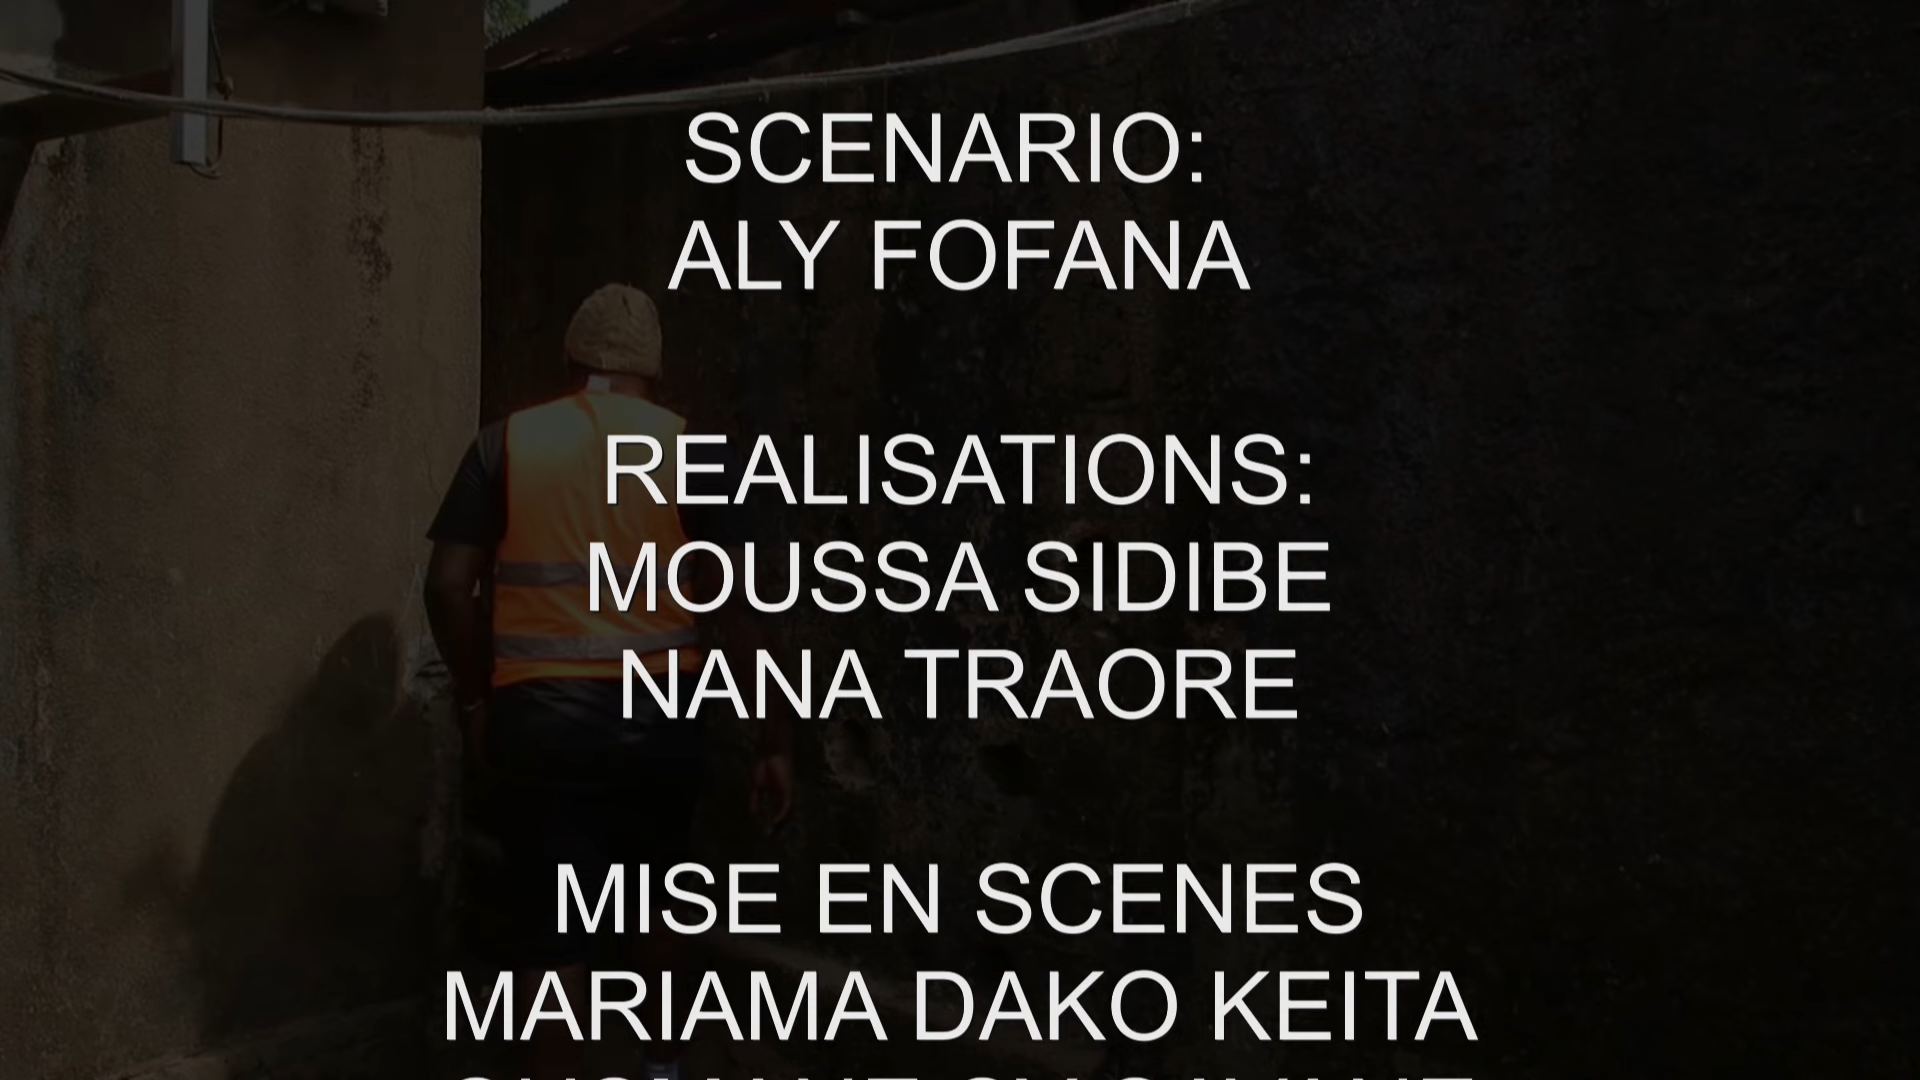 SCENARIO:
ALY FOFANA
REALISATIONS:
MOUSSA SIDIBE
NANA TRAORE
MISE EN SCENES
MARIAMA DAKO KEITA